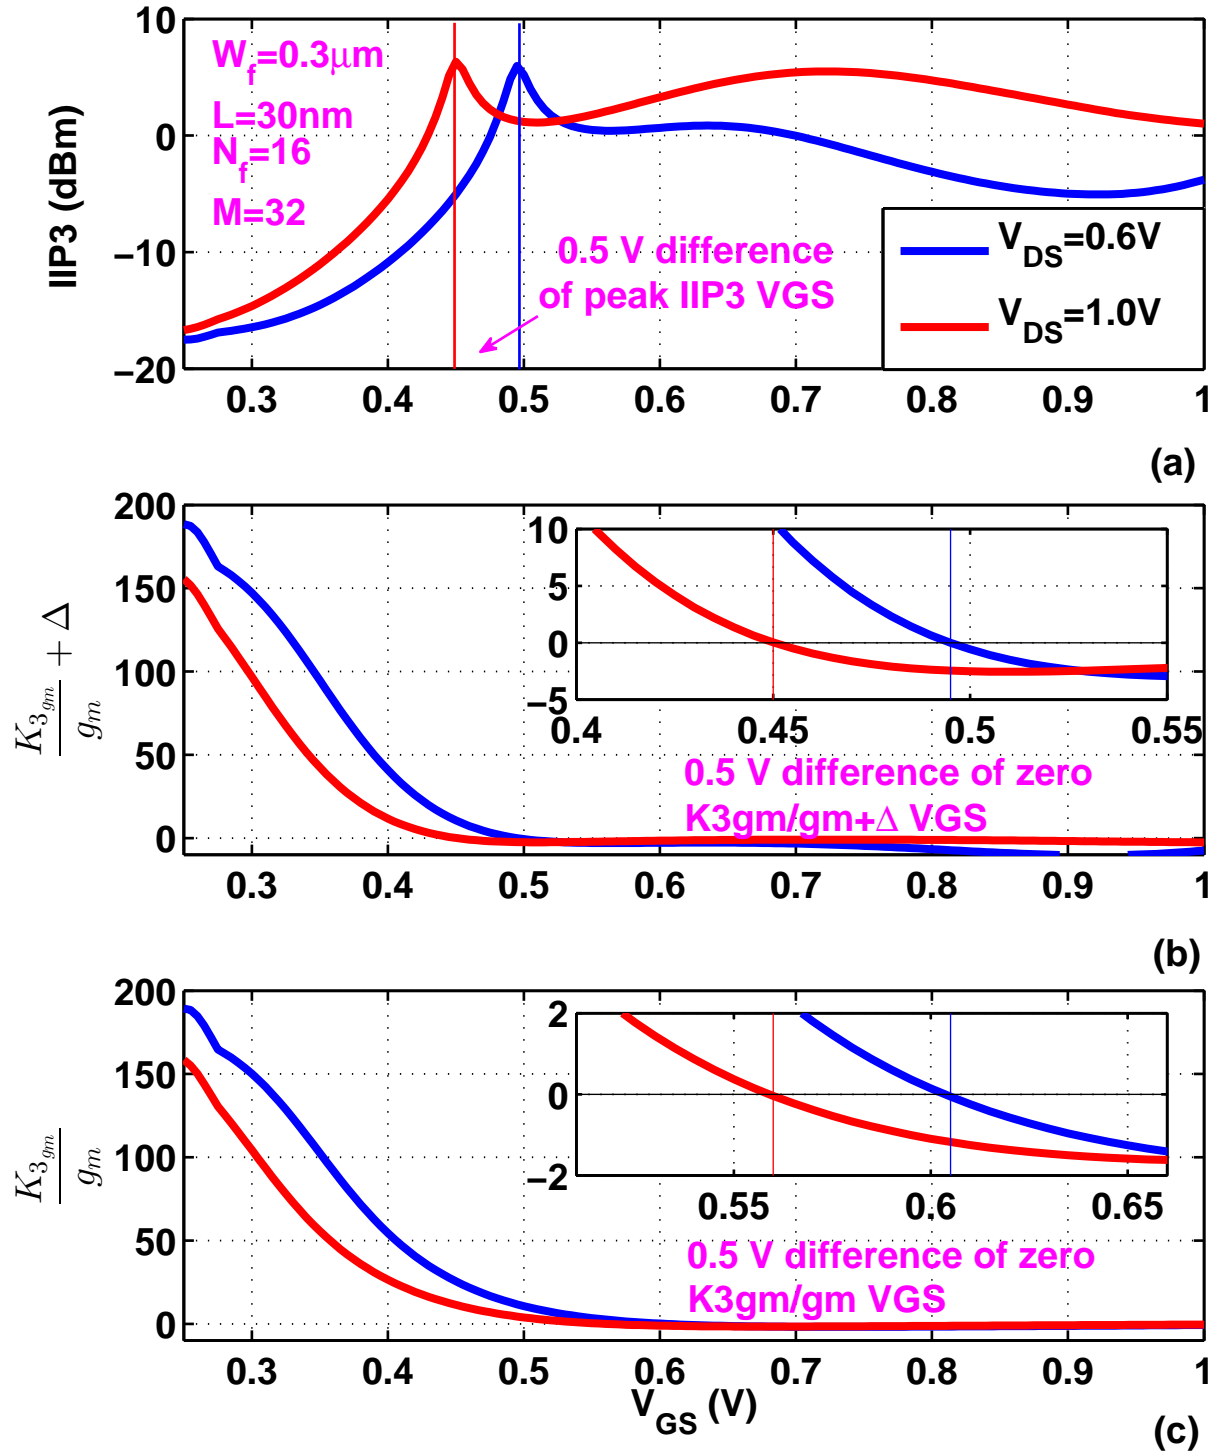 10
0
−10
−20
IIP3 (dBm)
W_f=0.3μm
L=30nm
N_f=16
M=32
0.5 V difference
of peak IIP3 VGS
V_DS=0.6V
V_DS=1.0V
0.3 0.4 0.5 0.6 0.7 0.8 0.9 1
(a)
200
150
100
50
0
K_{3_{gm}}/g_m + Δ
10
5
0
−5
0.4 0.45 0.5 0.55
0.5 V difference of zero
K3gm/gm+Δ VGS
0.3 0.4 0.5 0.6 0.7 0.8 0.9 1
(b)
200
150
100
50
0
K_{3_{gm}}/g_m
2
0
−2
0.55 0.6 0.65
0.5 V difference of zero
K3gm/gm VGS
0.3 0.4 0.5 0.6 0.7 0.8 0.9 1
V_GS (V)
(c)